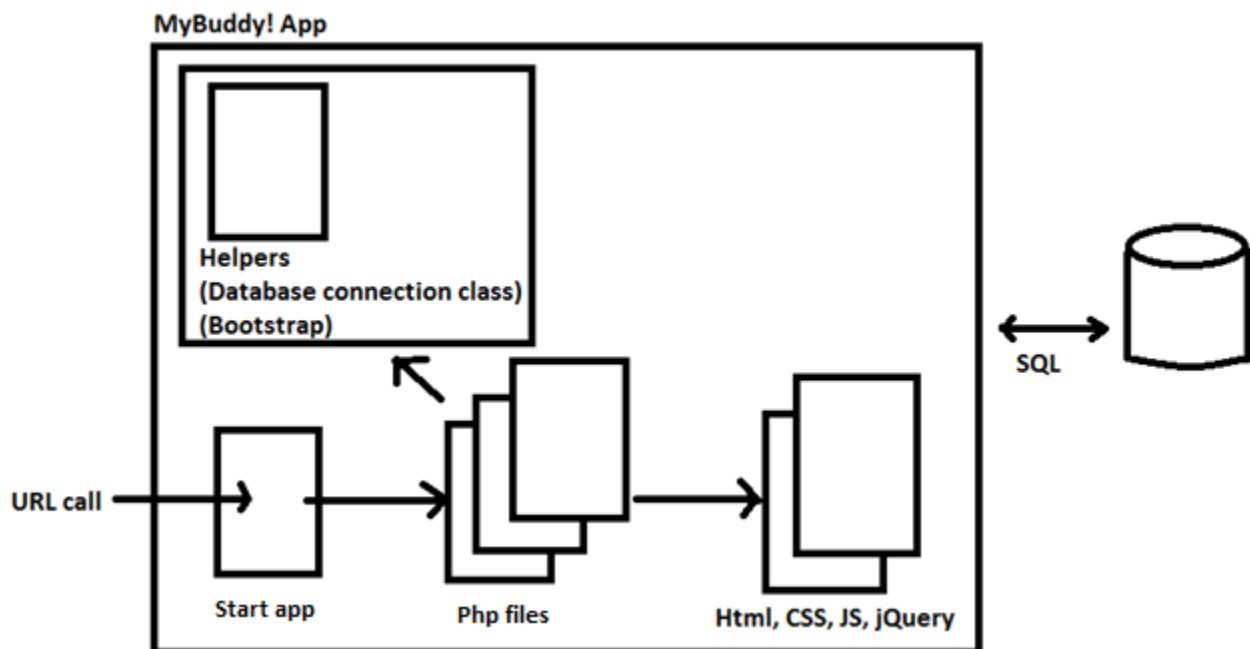 MyBuddy! App
Helpers
(Database connection class)
(Bootstrap)
SQL
URL call
Start app
Php files
Html, CSS, JS, jQuery